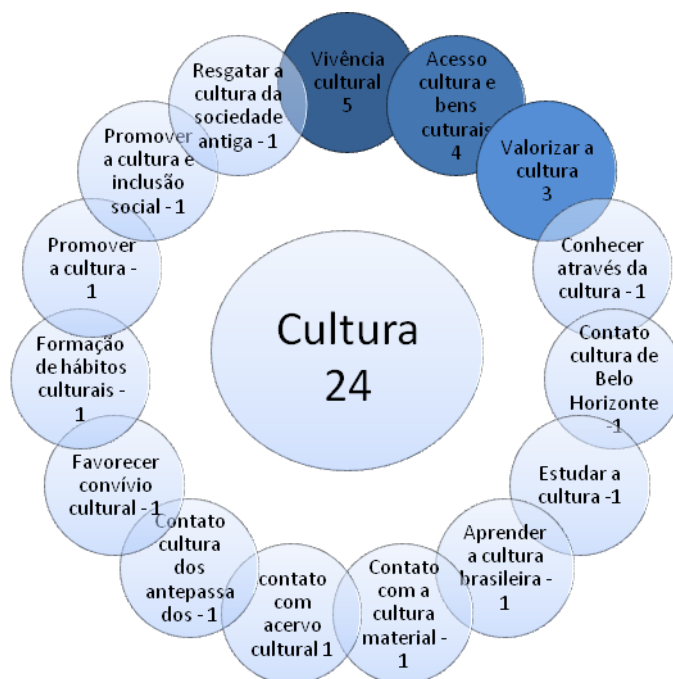 Vivência
cultural
5
Acesso
cultura e
bens
cuturais
4
Valorizar a
cultura
3
Conhecer
através da
cultura - 1
Contato
cultura de
Belo
Horizonte
-1
Estudar a
cultura -1
Aprender
a cultura
brasileira -
1
Contato
com a
cultura
material -
1
contato
com
acervo
cultural 1
Contato
cultura
dos
antepassa
dos - 1
Favorecer
convívio
cultural - 1
Formação
de hábitos
culturais -
1
Promover
a cultura -
1
Promover
a cultura e
inclusão
social - 1
Resgatar a
cultura da
sociedade
antiga - 1
Cultura
24